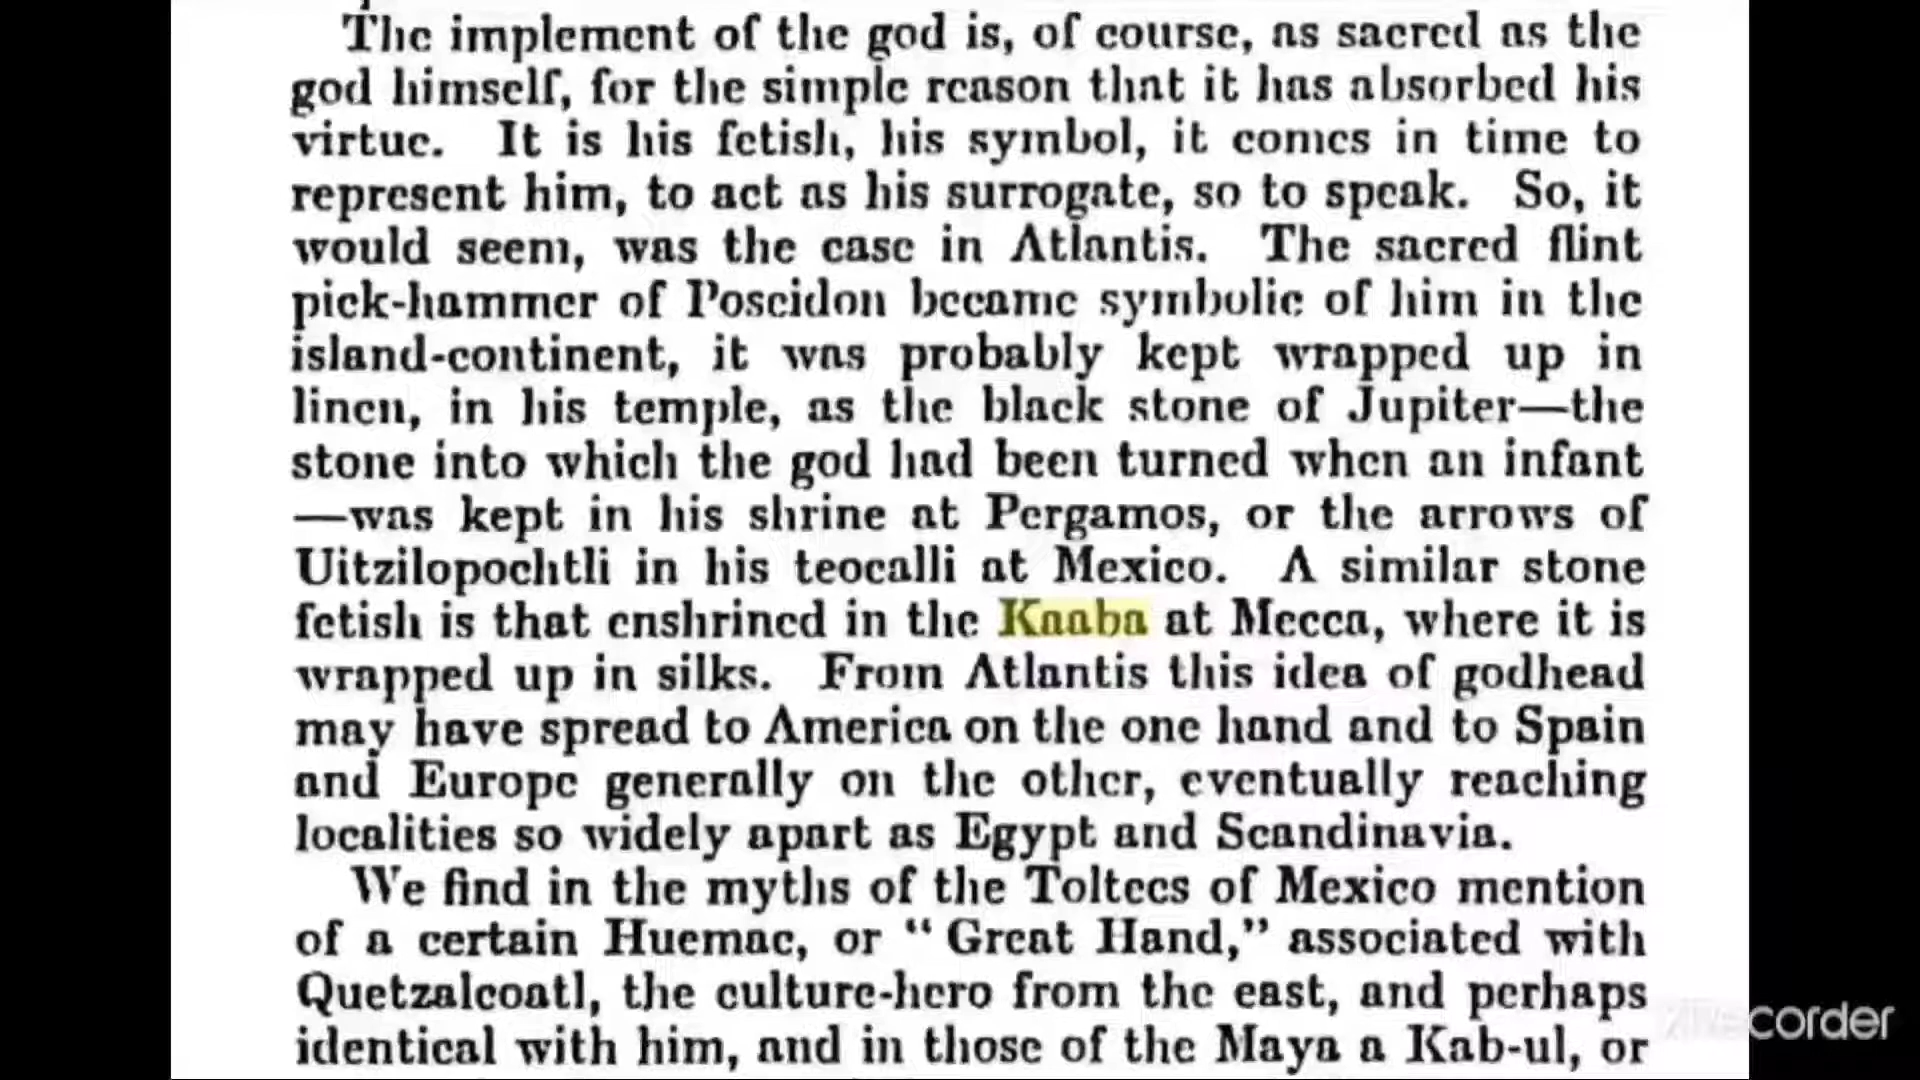 The implement of the god is, of course, as sacred as the
god himself, for the simple reason that it has absorbed his
virtue. It is his fetish, his symbol, it comes in time to
represent him, to act as his surrogate, so to speak. So, it
would seem, was the case in Atlantis. The sacred flint
pick-hammer of Poseidon became symbolic of him in the
island-continent, it was probably kept wrapped up in
linen, in his temple, as the black stone of Jupiter—the
stone into which the god had been turned when an infant
—was kept in his shrine at Pergamos, or the arrows of
Uitzilopochtli in his teocalli at Mexico. A similar stone
fetish is that enshrined in the Kaaba at Mecca, where it is
wrapped up in silks. From Atlantis this idea of godhead
may have spread to America on the one hand and to Spain
and Europe generally on the other, eventually reaching
localities so widely apart as Egypt and Scandinavia.
We find in the myths of the Toltecs of Mexico mention
of a certain Huemac, or “Great Hand,” associated with
Quetzalcoatl, the culture-hero from the east, and perhaps
identical with him, and in those of the Maya a Kab-ul, or